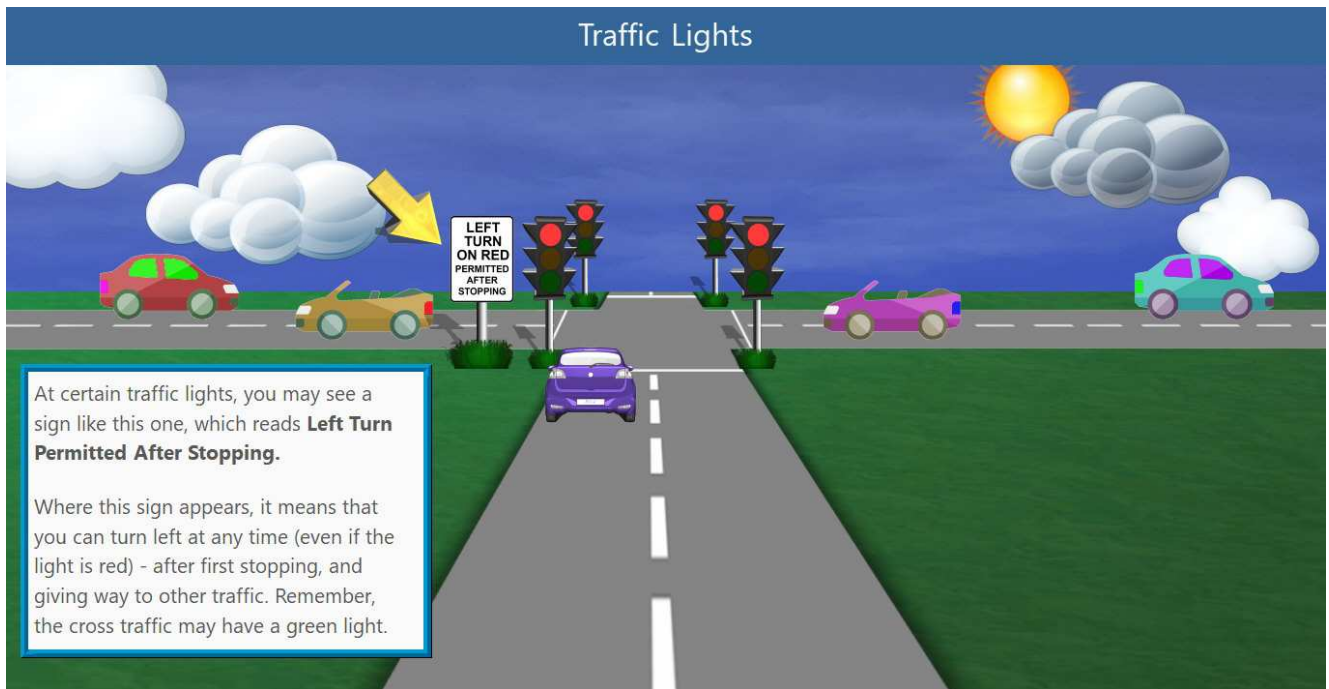 Traffic Lights
LEFT
TURN
ON RED
PERMITTED
AFTER
STOPPING
At certain traffic lights, you may see a
sign like this one, which reads Left Turn
Permitted After Stopping.
Where this sign appears, it means that
you can turn left at any time (even if the
light is red) - after first stopping, and
giving way to other traffic. Remember,
the cross traffic may have a green light.